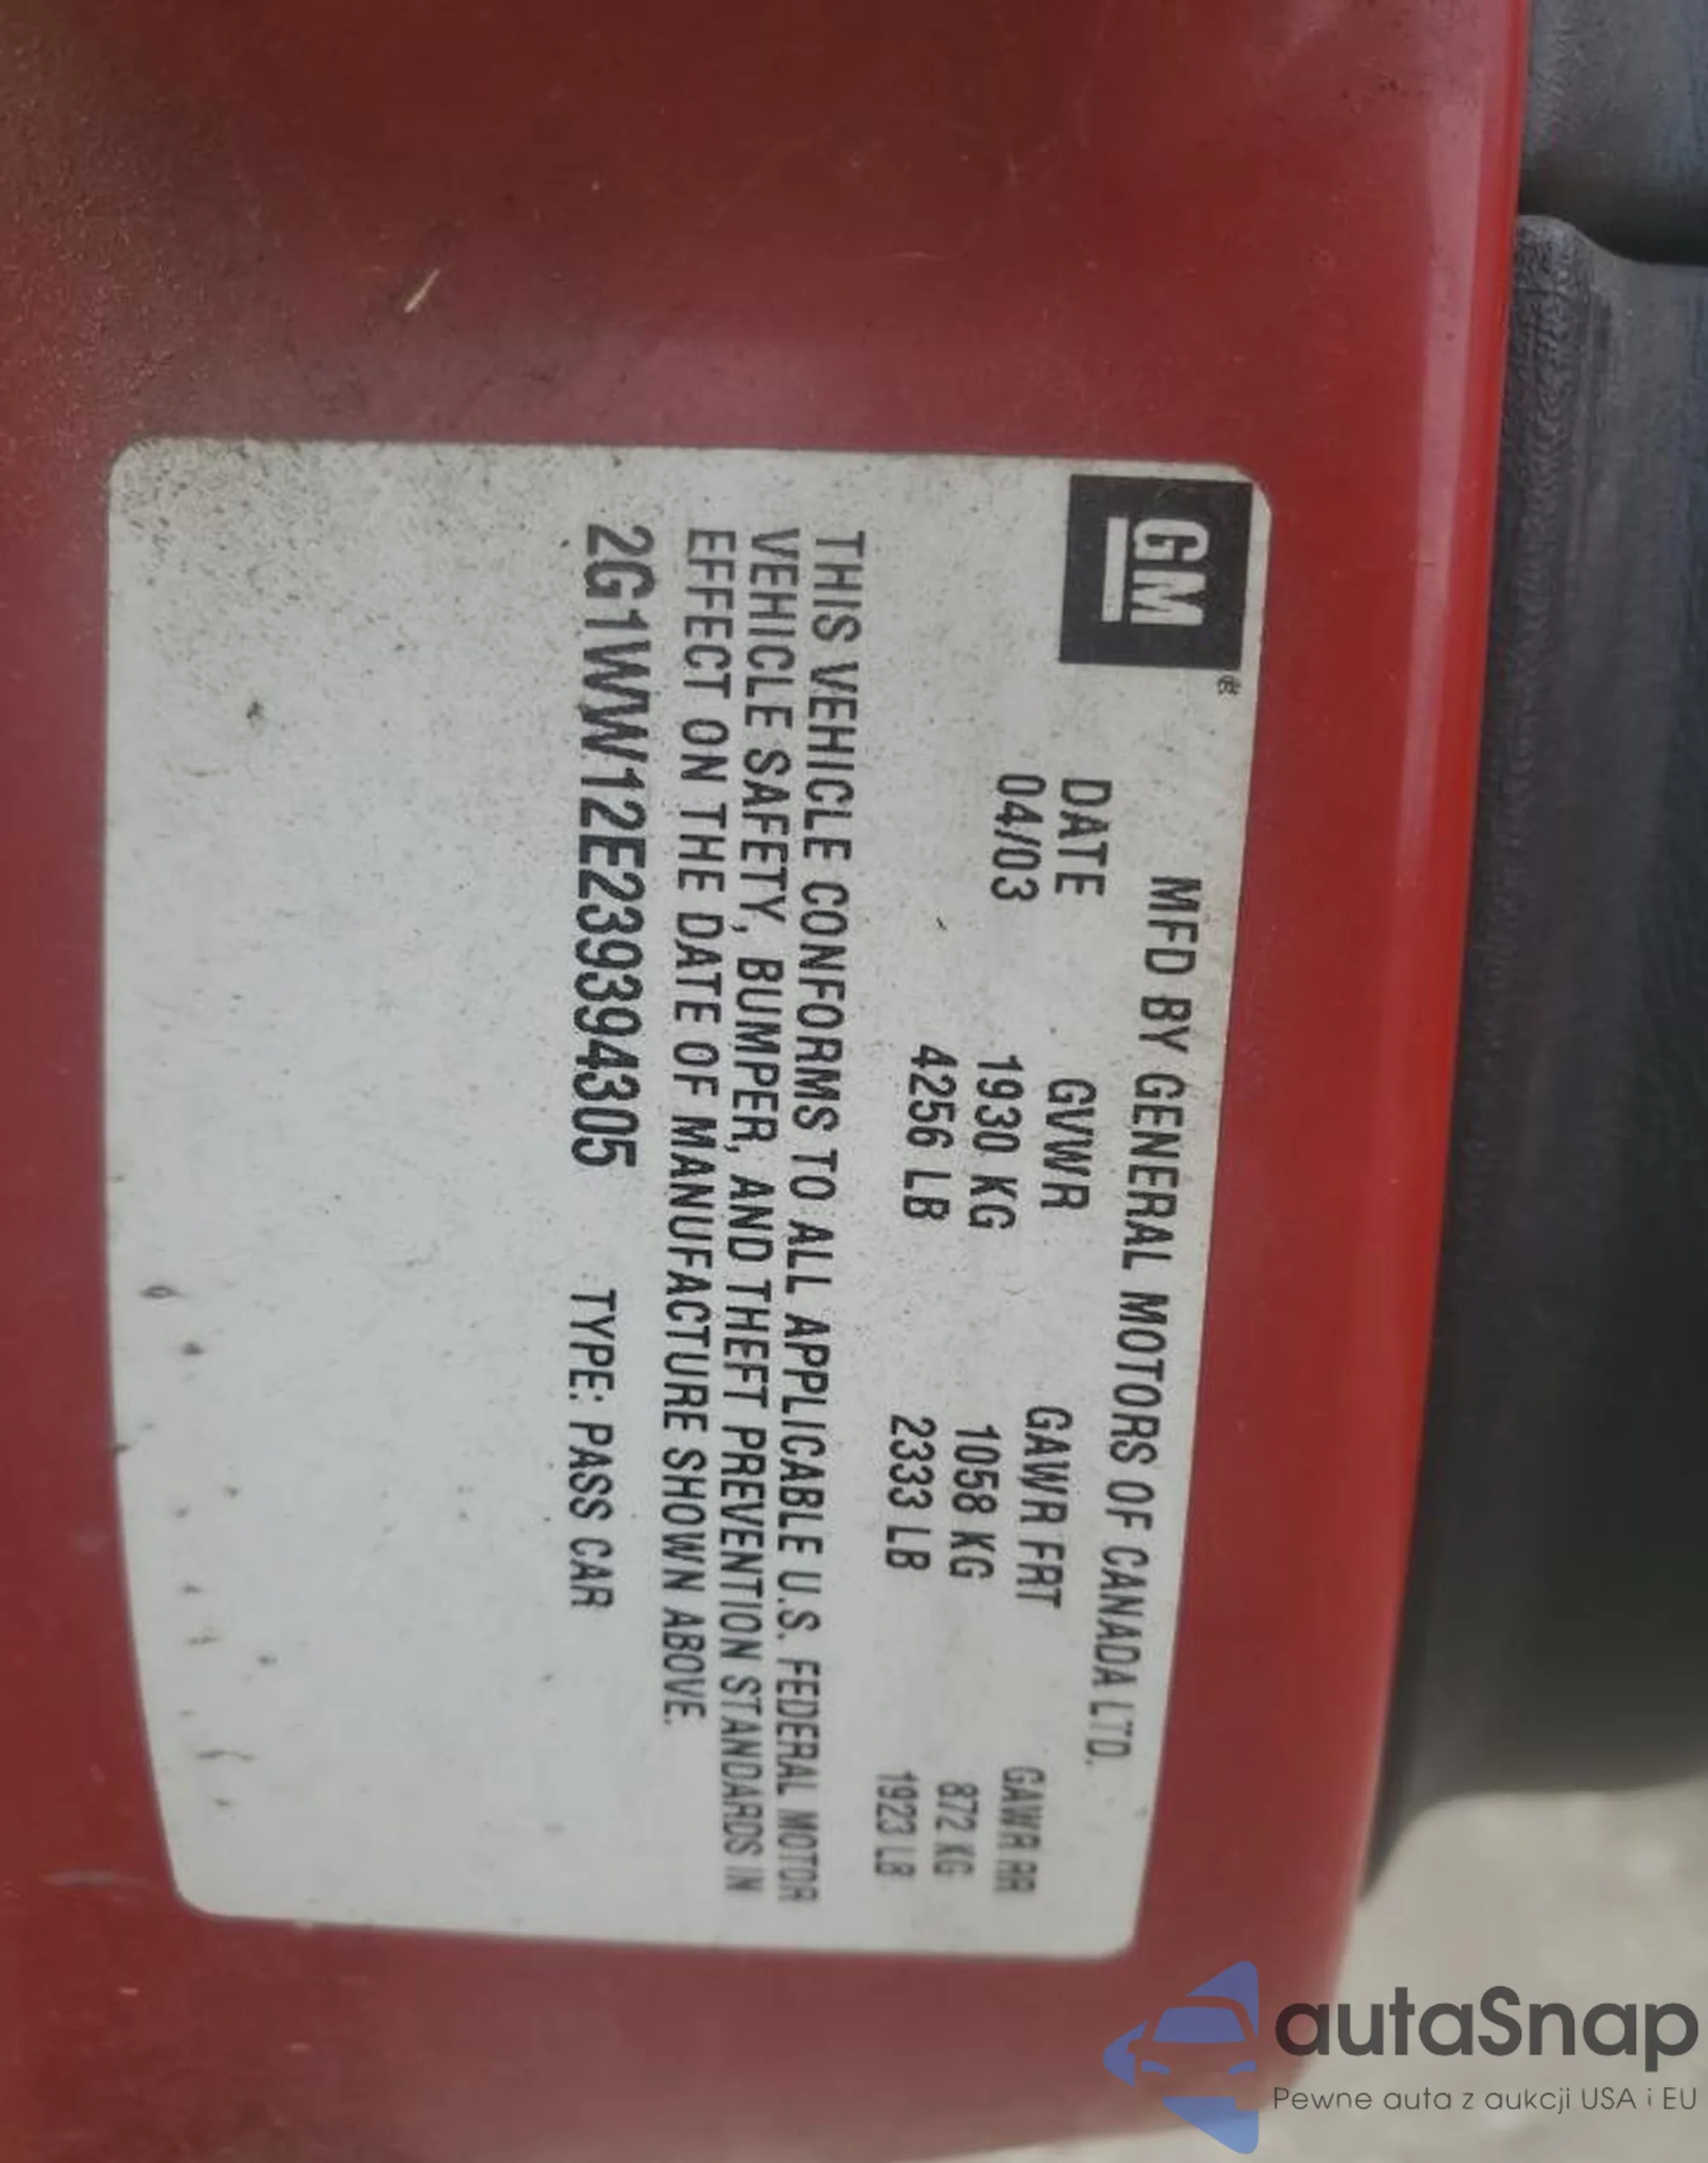 GM
MFD BY GENERAL MOTORS OF CANADA LTD.
DATE GVWR GAWR FRT GAWR RR
04/03 1930 KG 1058 KG 872 KG
4256 LB 2333 LB 1923 LB
THIS VEHICLE CONFORMS TO ALL APPLICABLE U.S. FEDERAL MOTOR
VEHICLE SAFETY, BUMPER, AND THEFT PREVENTION STANDARDS IN
EFFECT ON THE DATE OF MANUFACTURE SHOWN ABOVE.
2G1WW12E239394305 TYPE: PASS CAR
autaSnap
Pewne auta z aukcji USA i EU